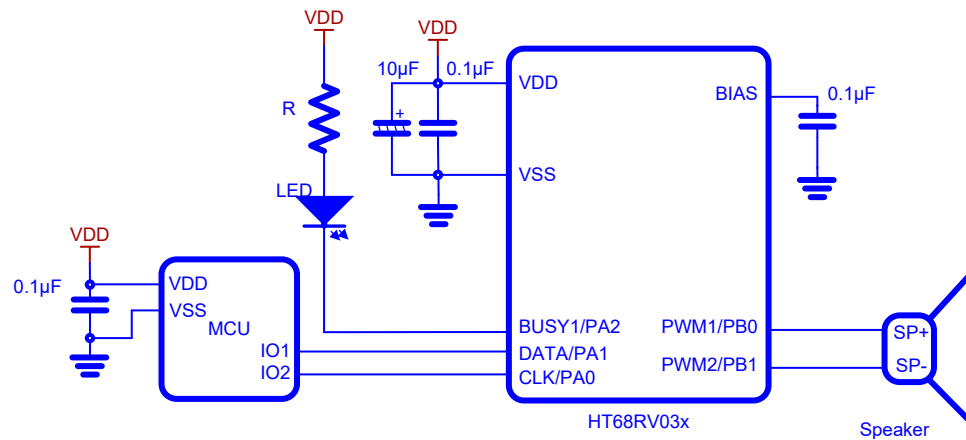 VDD
VDD
10µF
+
0.1µF
VDD
BIAS
0.1µF
R
VSS
LED
VDD
0.1µF
VDD
VSS
MCU
BUSY1/PA2
PWM1/PB0
SP+
IO1
DATA/PA1
IO2
CLK/PA0
PWM2/PB1
SP-
HT68RV03x
Speaker